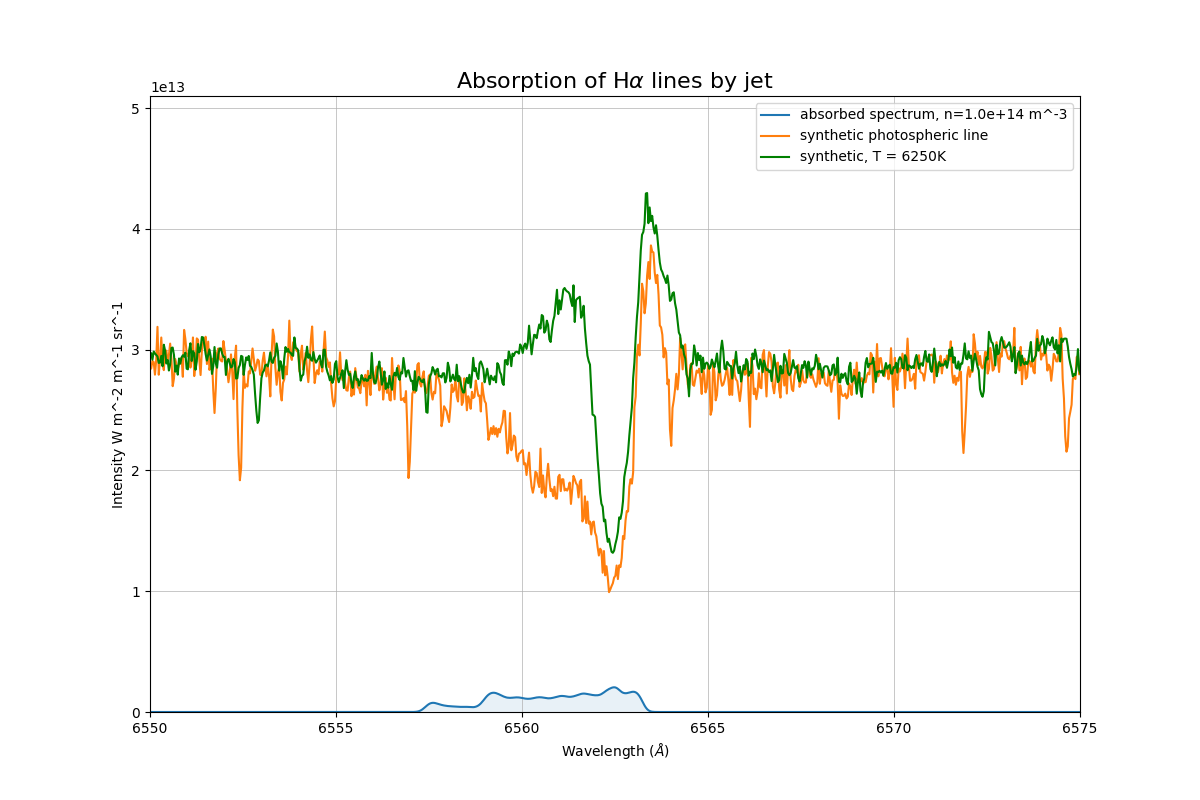 Absorption of Hα lines by jet
1e13
absorbed spectrum, n=1.0e+14 m^-3
synthetic photospheric line
synthetic, T = 6250K
5
4
3
2
1
0
Intensity W m^-2 m^-1 sr^-1
6550
6555
6560
6565
6570
6575
Wavelength (Å)